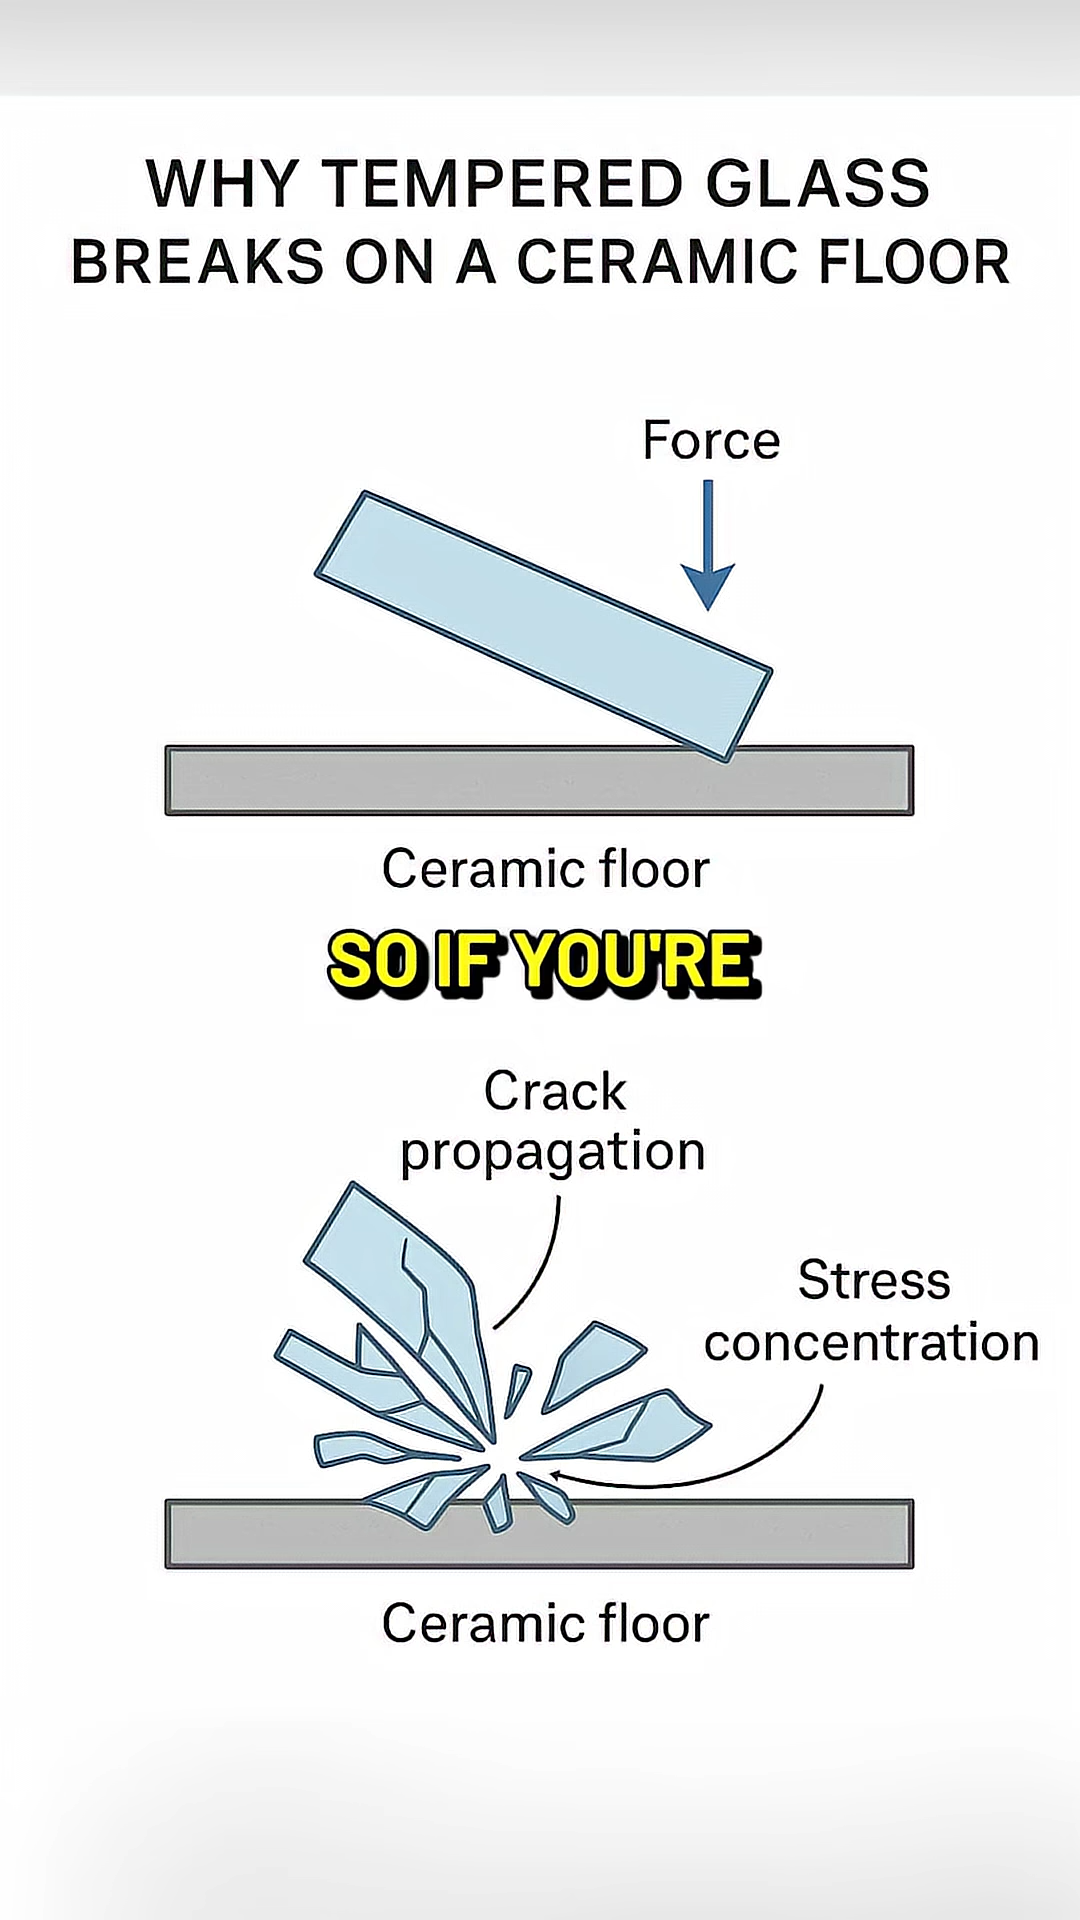 WHY TEMPERED GLASS
BREAKS ON A CERAMIC FLOOR
Force
Ceramic floor
SO IF YOU'RE
Crack
propagation
Stress
concentration
Ceramic floor